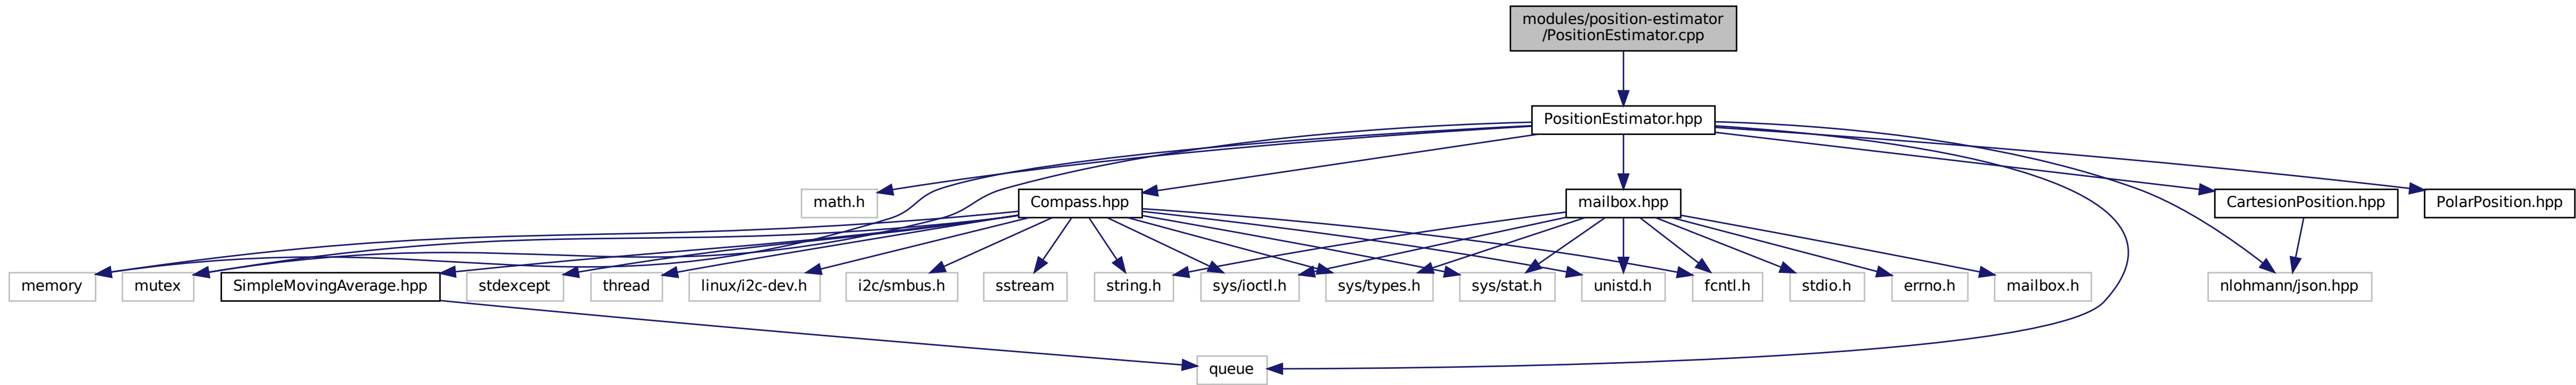 modules/position-estimator
/PositionEstimator.cpp
PositionEstimator.hpp
math.h
Compass.hpp
mailbox.hpp
CartesionPosition.hpp
PolarPosition.hpp
memory
mutex
SimpleMovingAverage.hpp
stdexcept
thread
linux/i2c-dev.h
i2c/smbus.h
sstream
string.h
sys/ioctl.h
sys/types.h
sys/stat.h
unistd.h
fcntl.h
stdio.h
errno.h
mailbox.h
nlohmann/json.hpp
queue